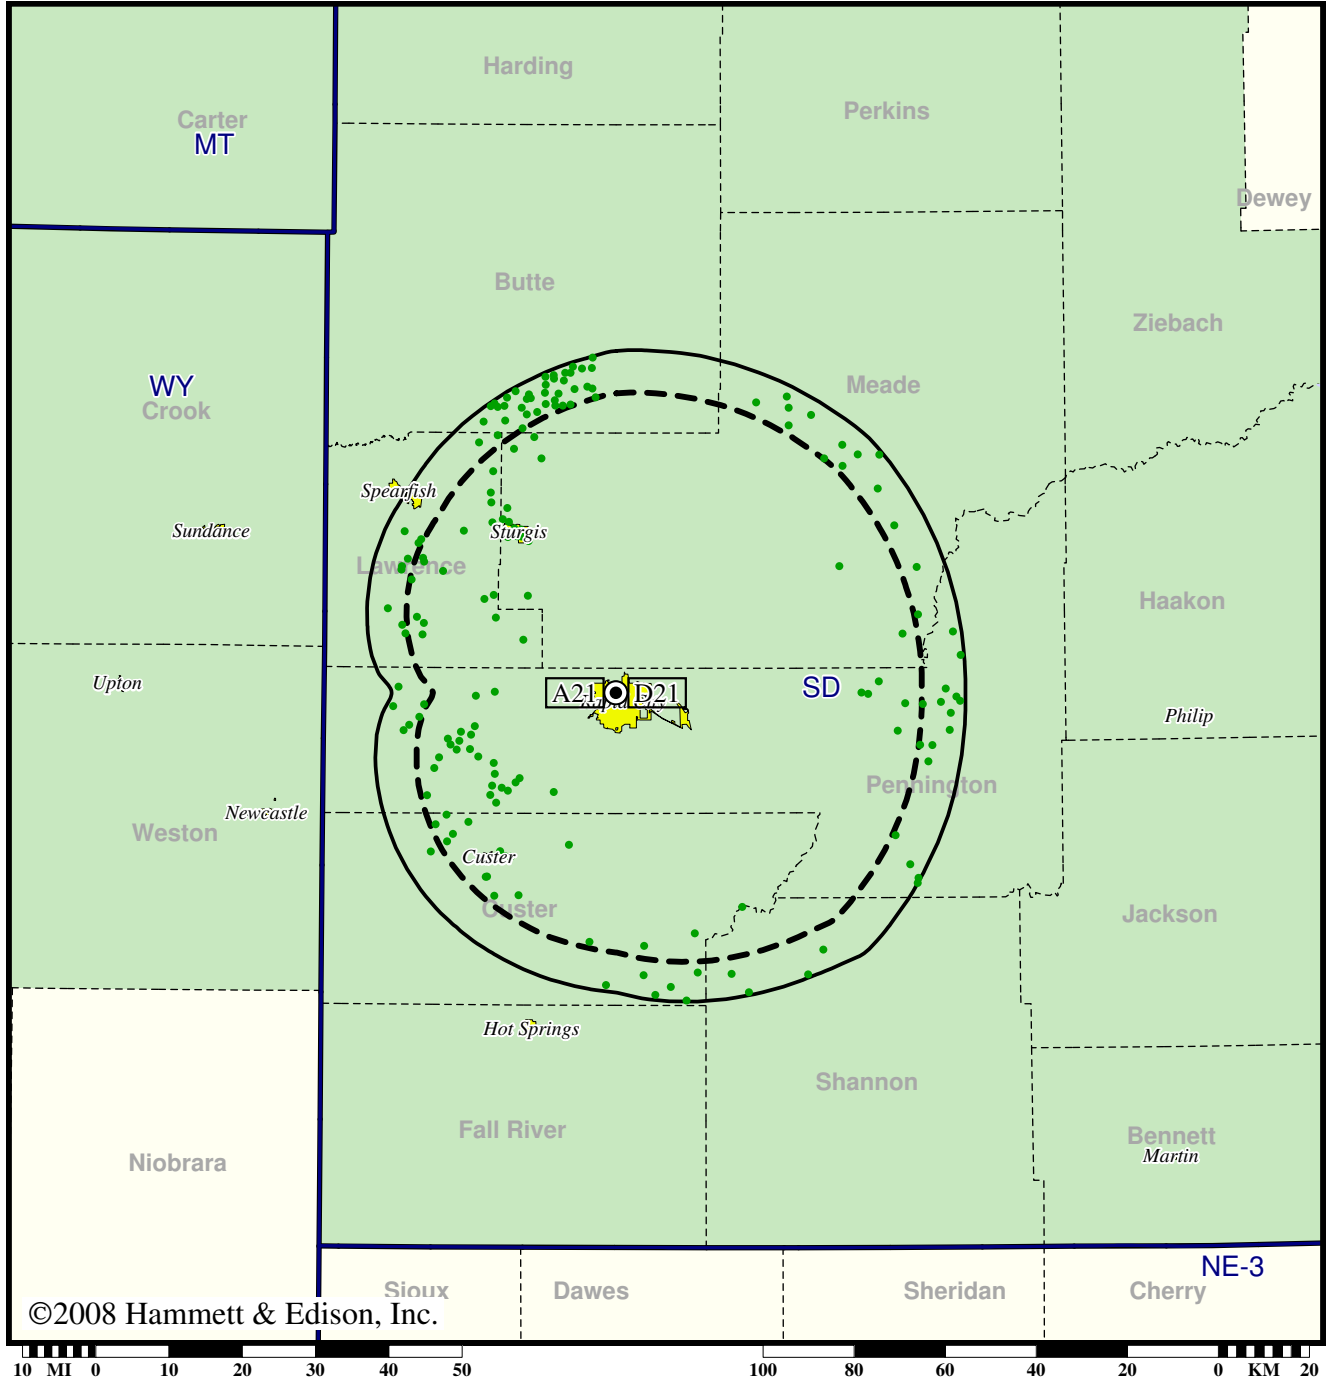 Harding
Perkins
Carter
MT
Dewey
Butte
Ziebach
WY
Crook
Meade
Spearfish
Sundance
Sturgis
Lawrence
Haakon
Upton
A21
D21
SD
Philip
Pennington
Newcastle
Weston
Custer
Custer
Jackson
Hot Springs
Shannon
Fall River
Bennett
Martin
Niobrara
NE-3
Sioux
Dawes
Sheridan
Cherry
©2008 Hammett & Edison, Inc.
10 MI 0 10 20 30 40 50 100 80 60 40 20 0 KM 20